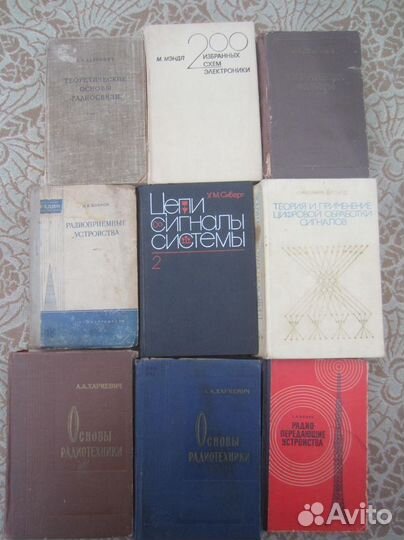 ТЕОРЕТИЧЕСКИЕ
ОСНОВЫ
РАДИОСВЯЗИ
М. МЭНДЛ
200
ИЗБРАННЫХ
СХЕМ
ЭЛЕКТРОНИКИ
РАДИОПРИЕМНЫЕ
УСТРОЙСТВА
У.М.Сиберт
Цепи
сигналы
системы
2
ТЕОРИЯ И ПРИМЕНЕНИЕ
ЦИФРОВОЙ ОБРАБОТКИ
СИГНАЛОВ
А.А.ХАРКЕВИЧ
Основы
РАДИОТЕХНИКИ
А.А.ХАРКЕВИЧ
Основы
РАДИОТЕХНИКИ
РАДИО-
ПЕРЕДАЮЩИЕ
УСТРОЙСТВА
Avito